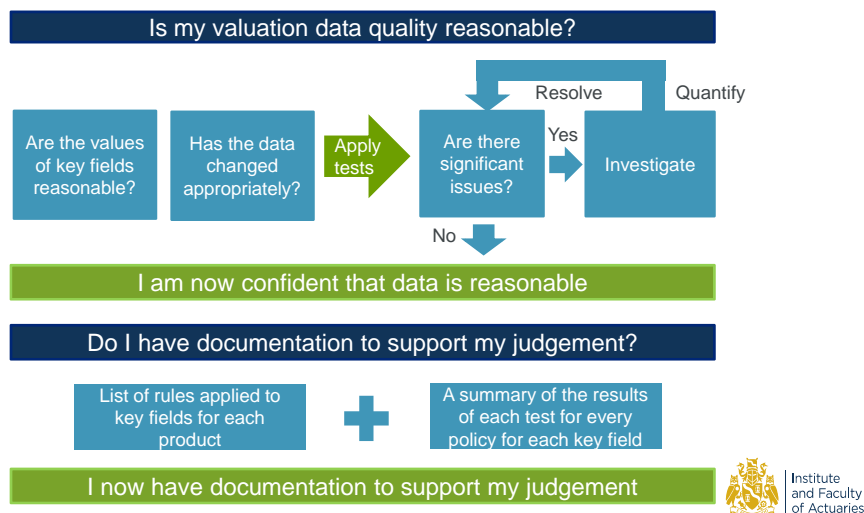 Is my valuation data quality reasonable?
Resolve
Quantify
Are the values
of key fields
reasonable?
Has the data
changed
appropriately?
Apply
tests
Are there
significant
issues?
Yes
Investigate
No
I am now confident that data is reasonable
Do I have documentation to support my judgement?
List of rules applied to
key fields for each
product
A summary of the results
of each test for every
policy for each key field
I now have documentation to support my judgement
Institute
and Faculty
of Actuaries